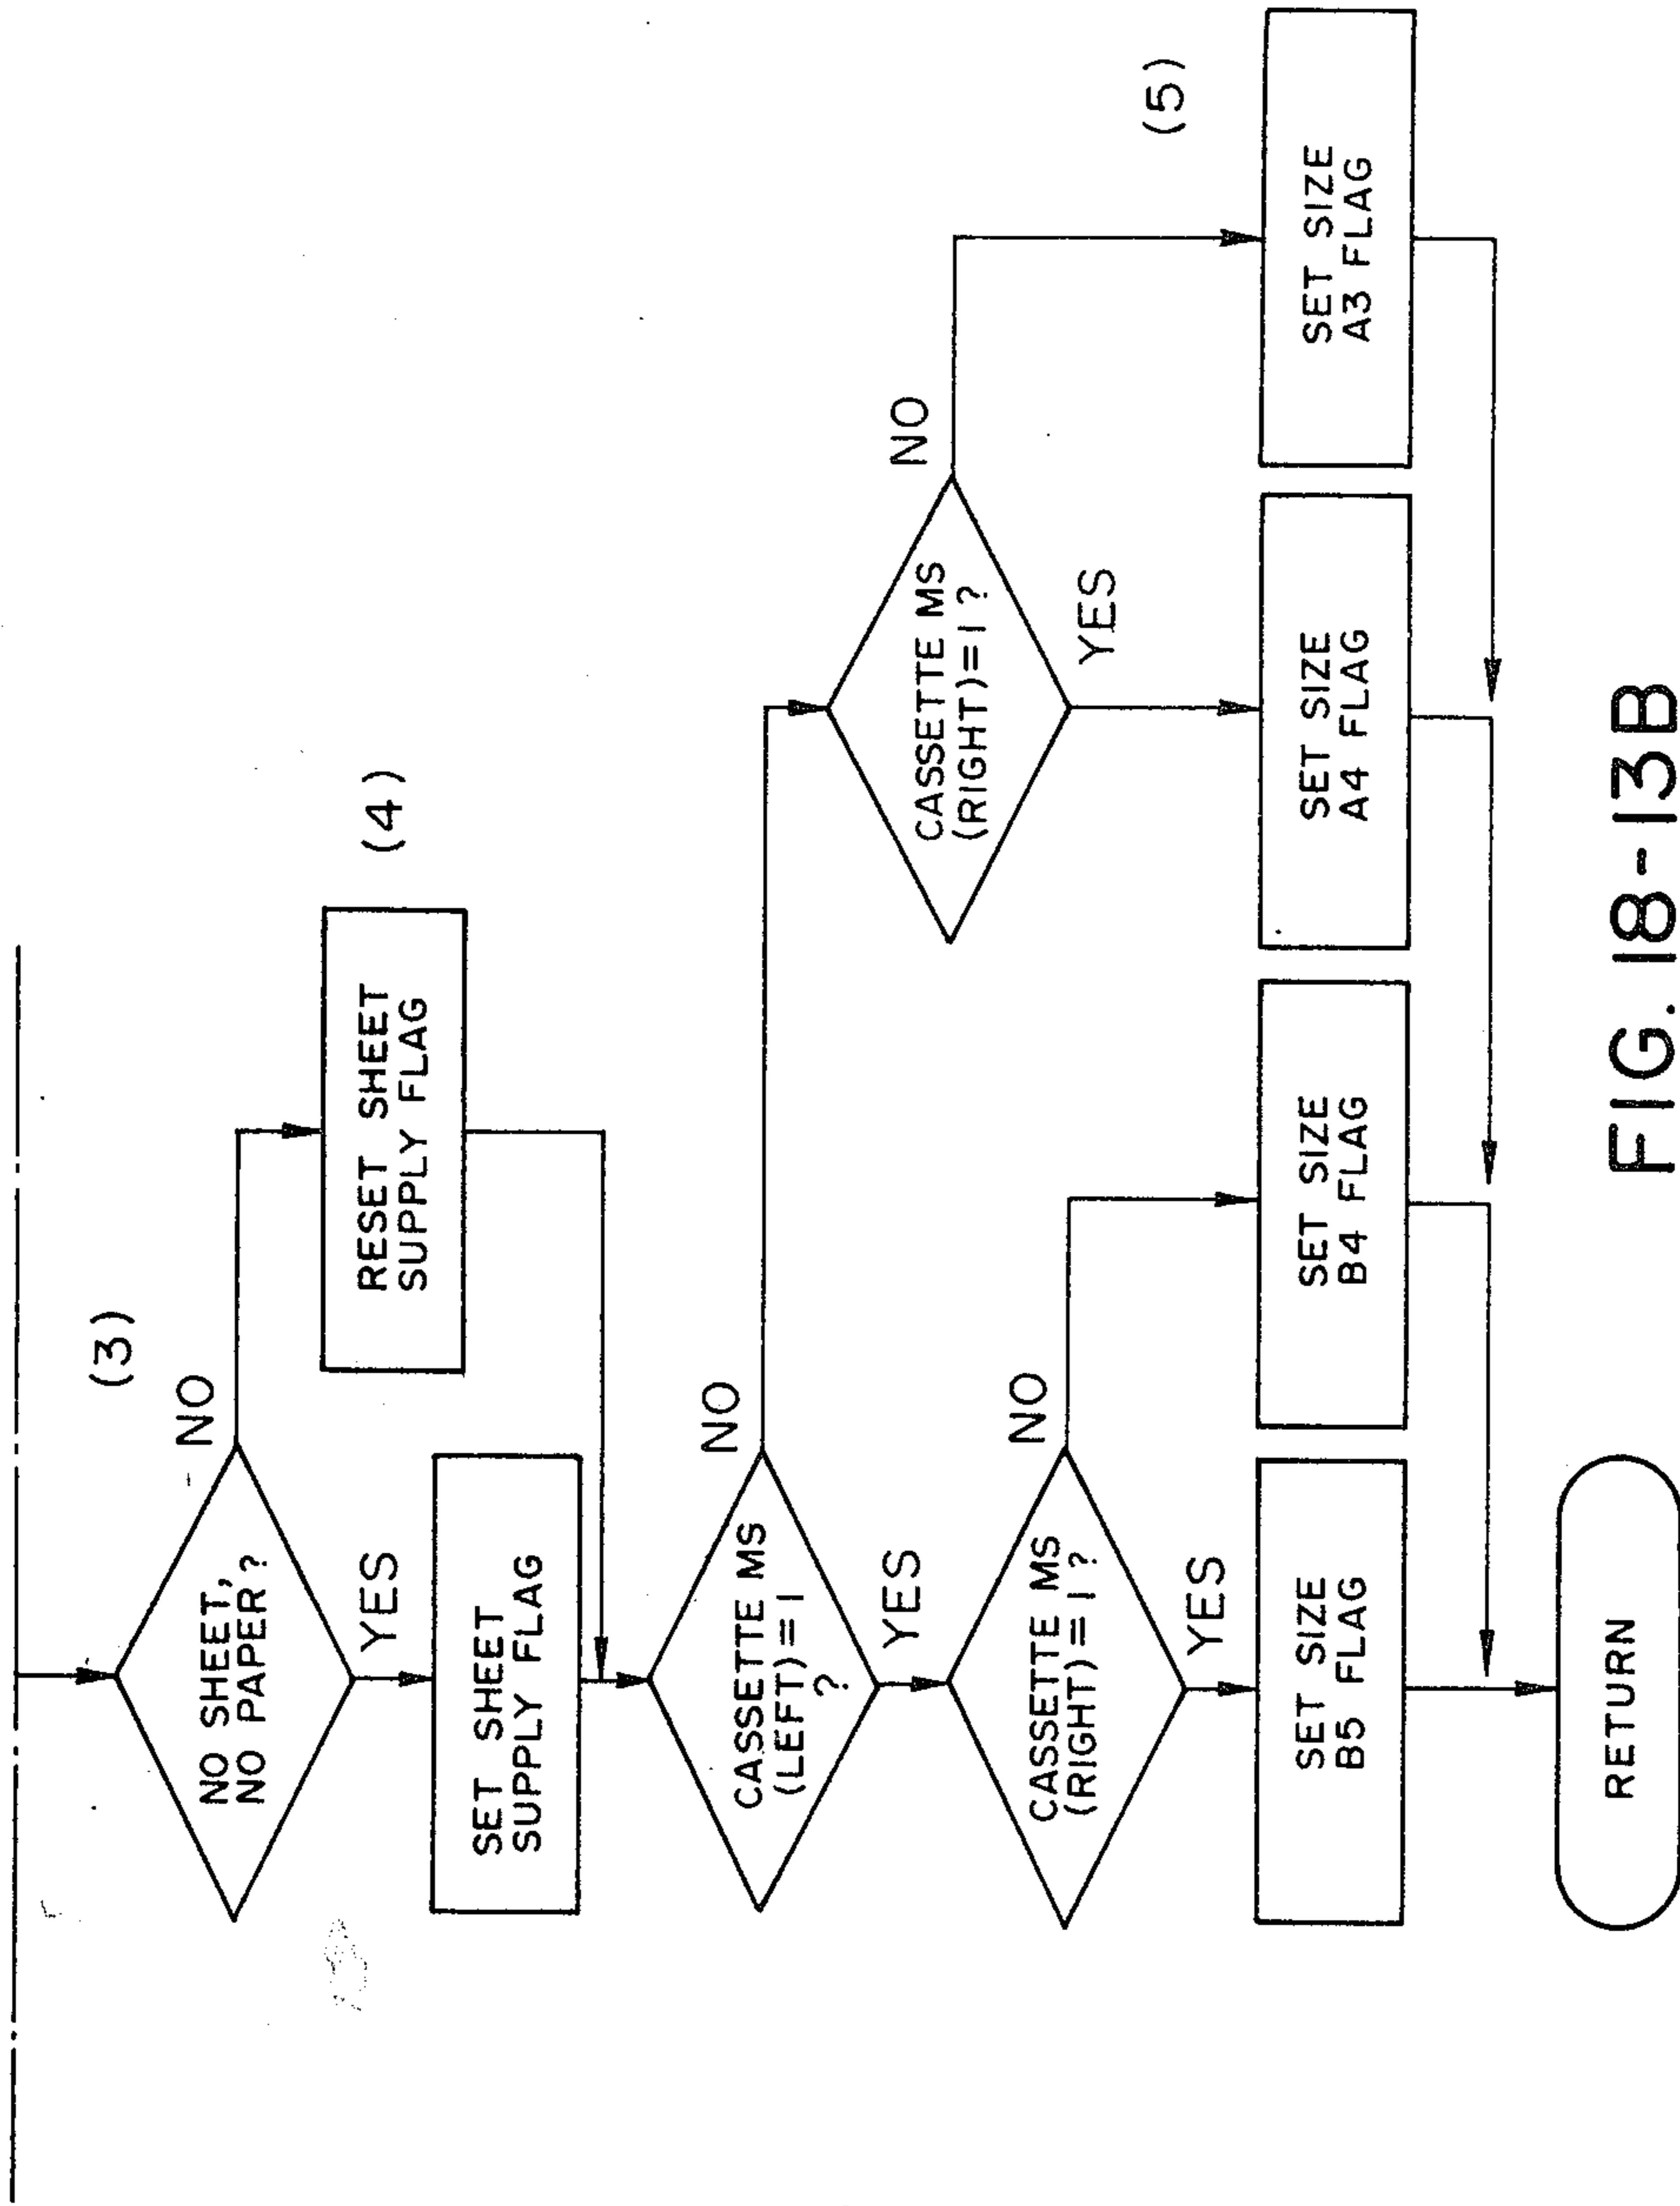 (3)
NO SHEET,
NO PAPER?
NO
YES
RESET SHEET
SUPPLY FLAG
(4)
SET SHEET
SUPPLY FLAG
CASSETTE MS
(LEFT)=1
?
NO
YES
CASSETTE MS
(RIGHT)=1?
NO
YES
CASSETTE MS
(RIGHT)=1?
NO
YES
(5)
SET SIZE
B5 FLAG
SET SIZE
B4 FLAG
SET SIZE
A4 FLAG
SET SIZE
A3 FLAG
RETURN
FIG. 18-13B